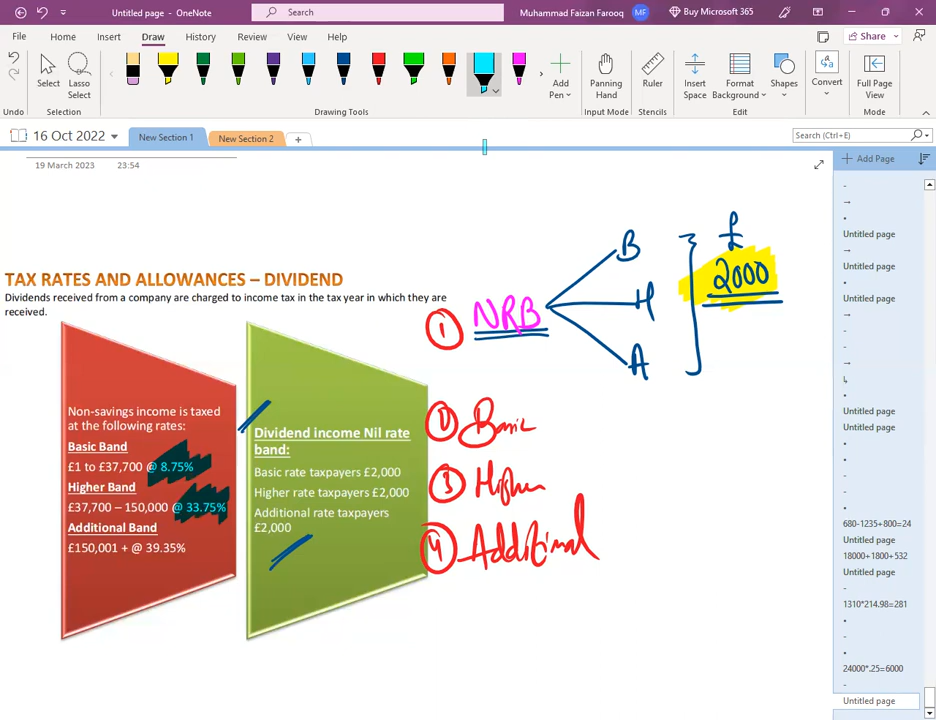 Untitled page - OneNote
Search
Muhammad Faizan Farooq
MF
Buy Microsoft 365
File
Home
Insert
Draw
History
Review
View
Help
Share
Undo
Select
Lasso
Select
Selection
Drawing Tools
Add
Pen
Panning
Hand
Input Mode
Ruler
Stencils
Insert
Space
Format
Background
Shapes
Edit
Convert
Full Page
View
Mode
16 Oct 2022
New Section 1
New Section 2
Search (Ctrl+E)
19 March 2023 23:54
Add Page
TAX RATES AND ALLOWANCES – DIVIDEND
Dividends received from a company are charged to income tax in the tax year in which they are
received.
Non-savings income is taxed
at the following rates:
Basic Band
£1 to £37,700 @ 8.75%
Higher Band
£37,700 – 150,000 @ 33.75%
Additional Band
£150,001 + @ 39.35%
Dividend income Nil rate
band:
Basic rate taxpayers £2,000
Higher rate taxpayers £2,000
Additional rate taxpayers
£2,000
1 NRB
B
H
A
£
2000
Basic
3 Higher
4 Additional
Untitled page
Untitled page
Untitled page
Untitled page
Untitled page
680-1235+800=24
Untitled page
18000+1800+532
Untitled page
1310*214.98=281
24000*.25=6000
Untitled page